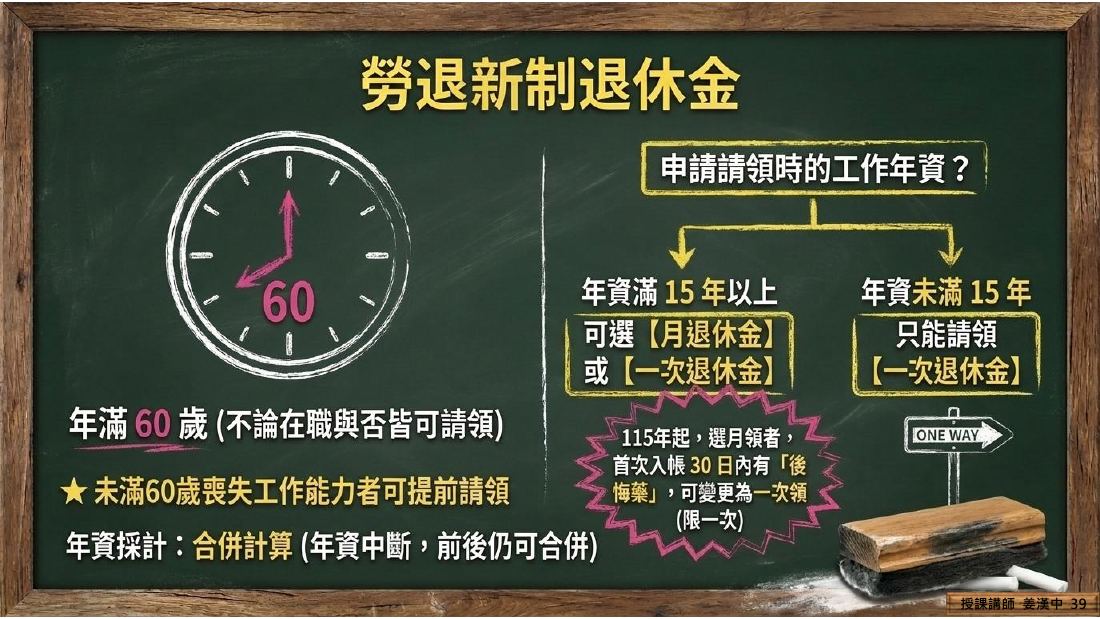 勞退新制退休金
60
年滿 60 歲 (不論在職與否皆可請領)
★ 未滿60歲喪失工作能力者可提前請領
年資採計：合併計算 (年資中斷，前後仍可合併)
申請請領時的工作年資？
年資滿 15 年以上
可選【月退休金】
或【一次退休金】
115年起，選月領者，
首次入帳 30 日內有「後
悔藥」，可變更為一次領
(限一次)
年資未滿 15 年
只能請領
【一次退休金】
ONE WAY
授課講師 姜漢中 39